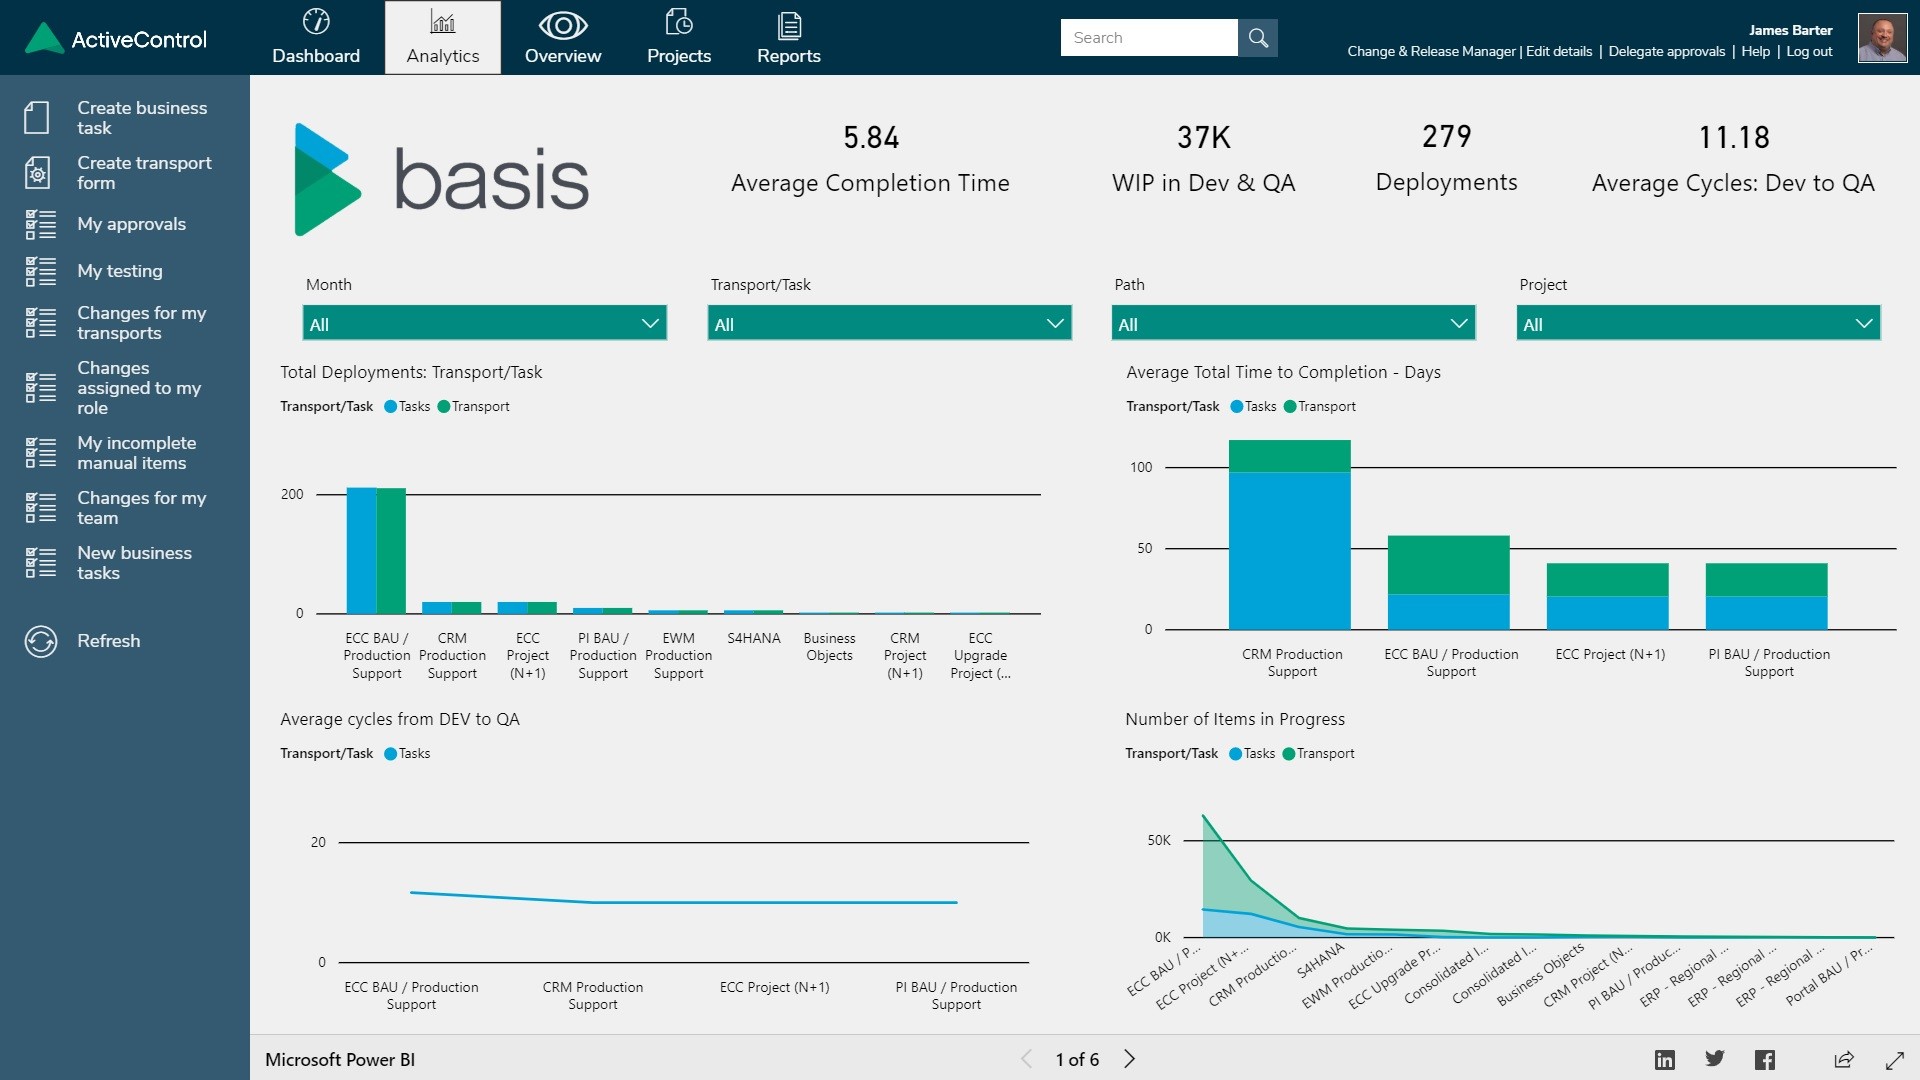 ActiveControl
Dashboard
Analytics
Overview
Projects
Reports
Search
James Barter
Change & Release Manager | Edit details | Delegate approvals | Help | Log out
Create business
task
Create transport
form
My approvals
My testing
Changes for my
transports
Changes
assigned to my
role
My incomplete
manual items
Changes for my
team
New business
tasks
Refresh
basis
5.84
Average Completion Time
37K
WIP in Dev & QA
279
Deployments
11.18
Average Cycles: Dev to QA
Month
All
Transport/Task
All
Path
All
Project
All
Total Deployments: Transport/Task
Transport/Task Tasks Transport
200
0
ECC BAU /
Production
Support
CRM
Production
Support
ECC
Project
(N+1)
PI BAU /
Production
Support
EWM
Production
Support
S4HANA
Business
Objects
CRM
Project
(N+1)
ECC
Upgrade
Project (...
Average Total Time to Completion - Days
Transport/Task Tasks Transport
100
50
0
CRM Production
Support
ECC BAU / Production
Support
ECC Project (N+1)
PI BAU / Production
Support
Average cycles from DEV to QA
Transport/Task Tasks
20
0
ECC BAU / Production
Support
CRM Production
Support
ECC Project (N+1)
PI BAU / Production
Support
Number of Items in Progress
Transport/Task Tasks Transport
50K
0K
ECC BAU / P...
ECC Project (N+...
CRM Productio...
S4HANA
EWM Productio...
ECC Upgrade Pr...
Consolidated I...
Consolidated I...
Business Objects
CRM Project (N...
PI BAU / Produc...
ERP - Regional ...
ERP - Regional ...
ERP - Regional ...
Portal BAU / Pr...
Microsoft Power BI
1 of 6